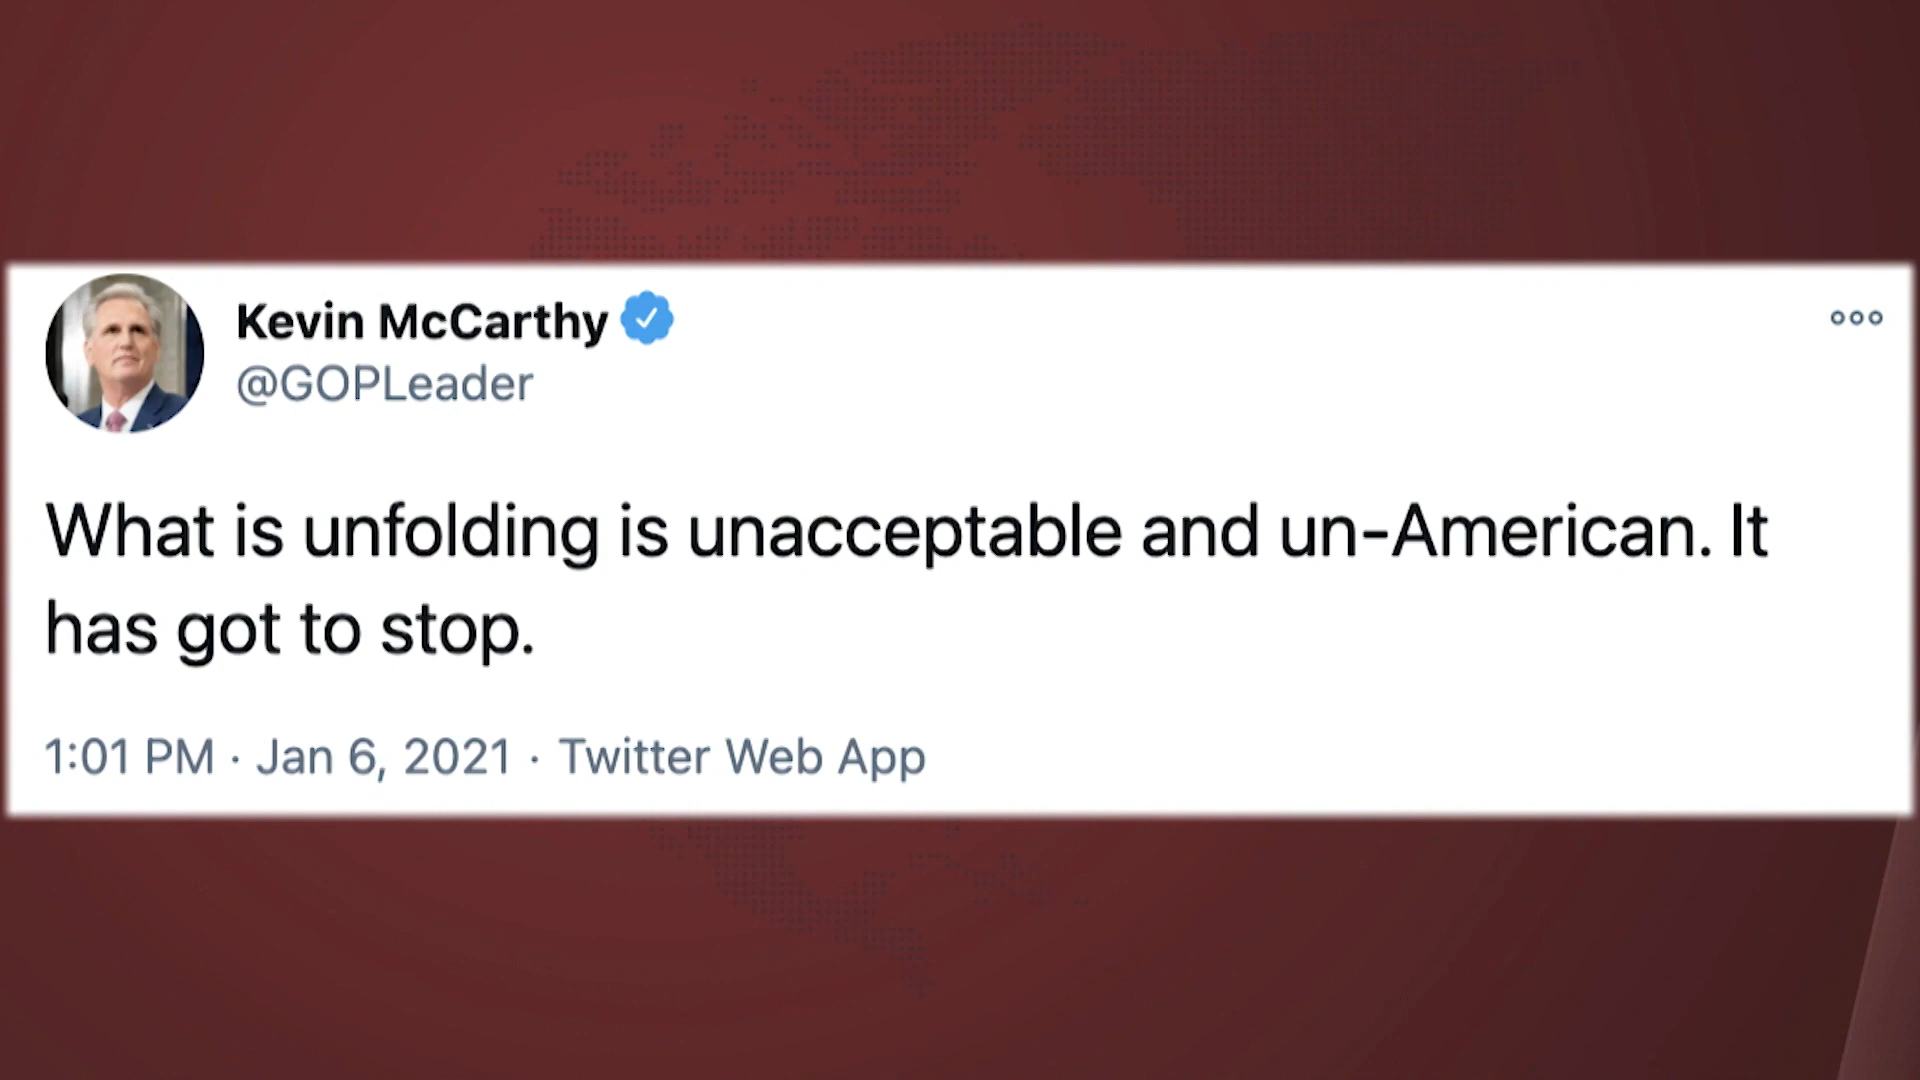 Kevin McCarthy
@GOPLeader
What is unfolding is unacceptable and un-American. It
has got to stop.
1:01 PM · Jan 6, 2021 · Twitter Web App